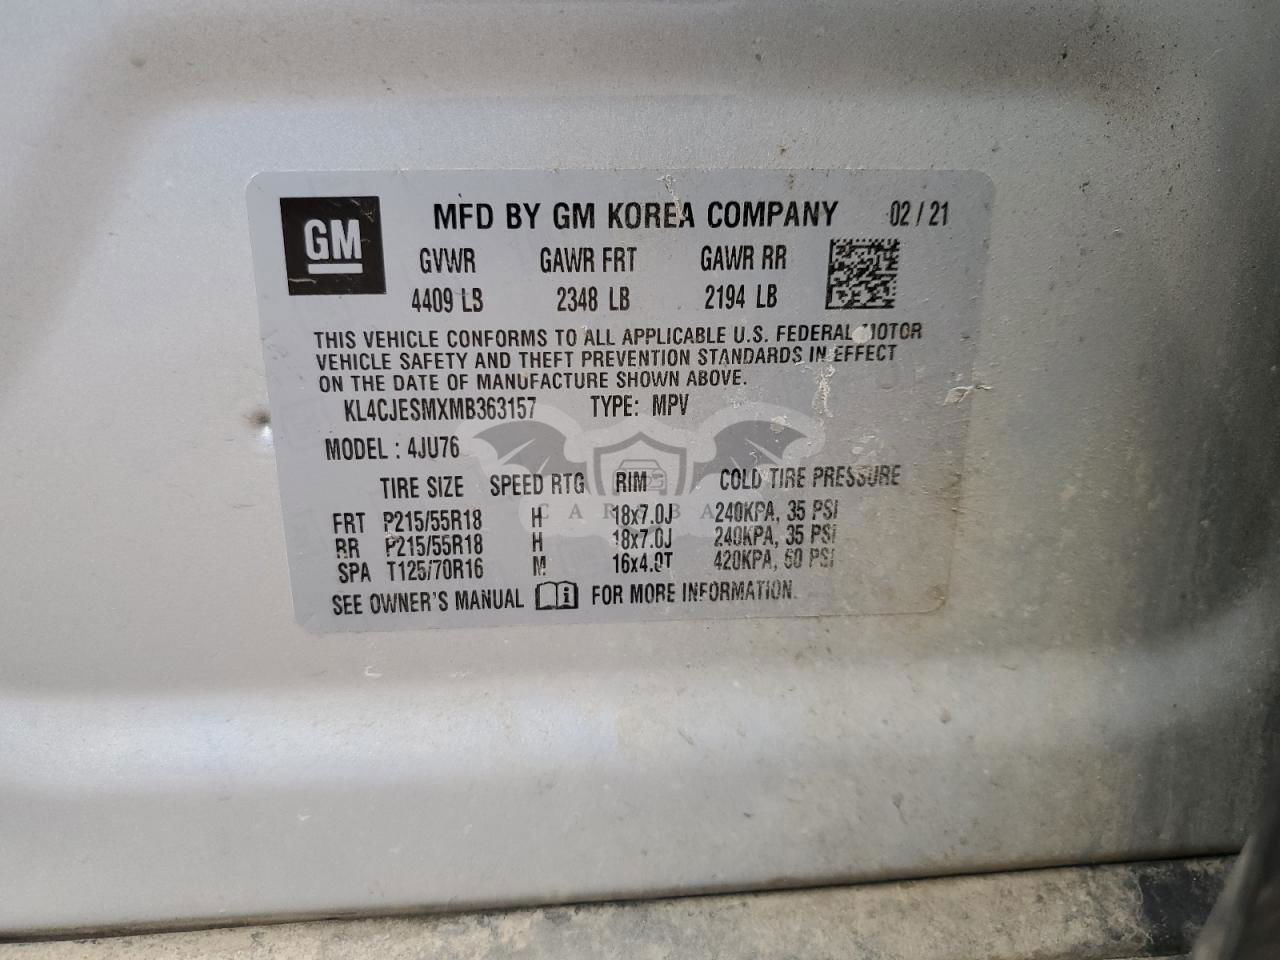 GM
MFD BY GM KOREA COMPANY 02/21
GVWR GAWR FRT GAWR RR
4409 LB 2348 LB 2194 LB
THIS VEHICLE CONFORMS TO ALL APPLICABLE U.S. FEDERAL MOTOR
VEHICLE SAFETY AND THEFT PREVENTION STANDARDS IN EFFECT
ON THE DATE OF MANUFACTURE SHOWN ABOVE.
KL4CJESMXMB363157 TYPE: MPV
MODEL : 4JU76
TIRE SIZE SPEED RTG RIM COLD TIRE PRESSURE
FRT P215/55R18 H 18x7.0J 240KPA, 35 PSI
RR P215/55R18 H 18x7.0J 240KPA, 35 PSI
SPA T125/70R16 M 16x4.0T 420KPA, 60 PSI
SEE OWNER'S MANUAL i FOR MORE INFORMATION.